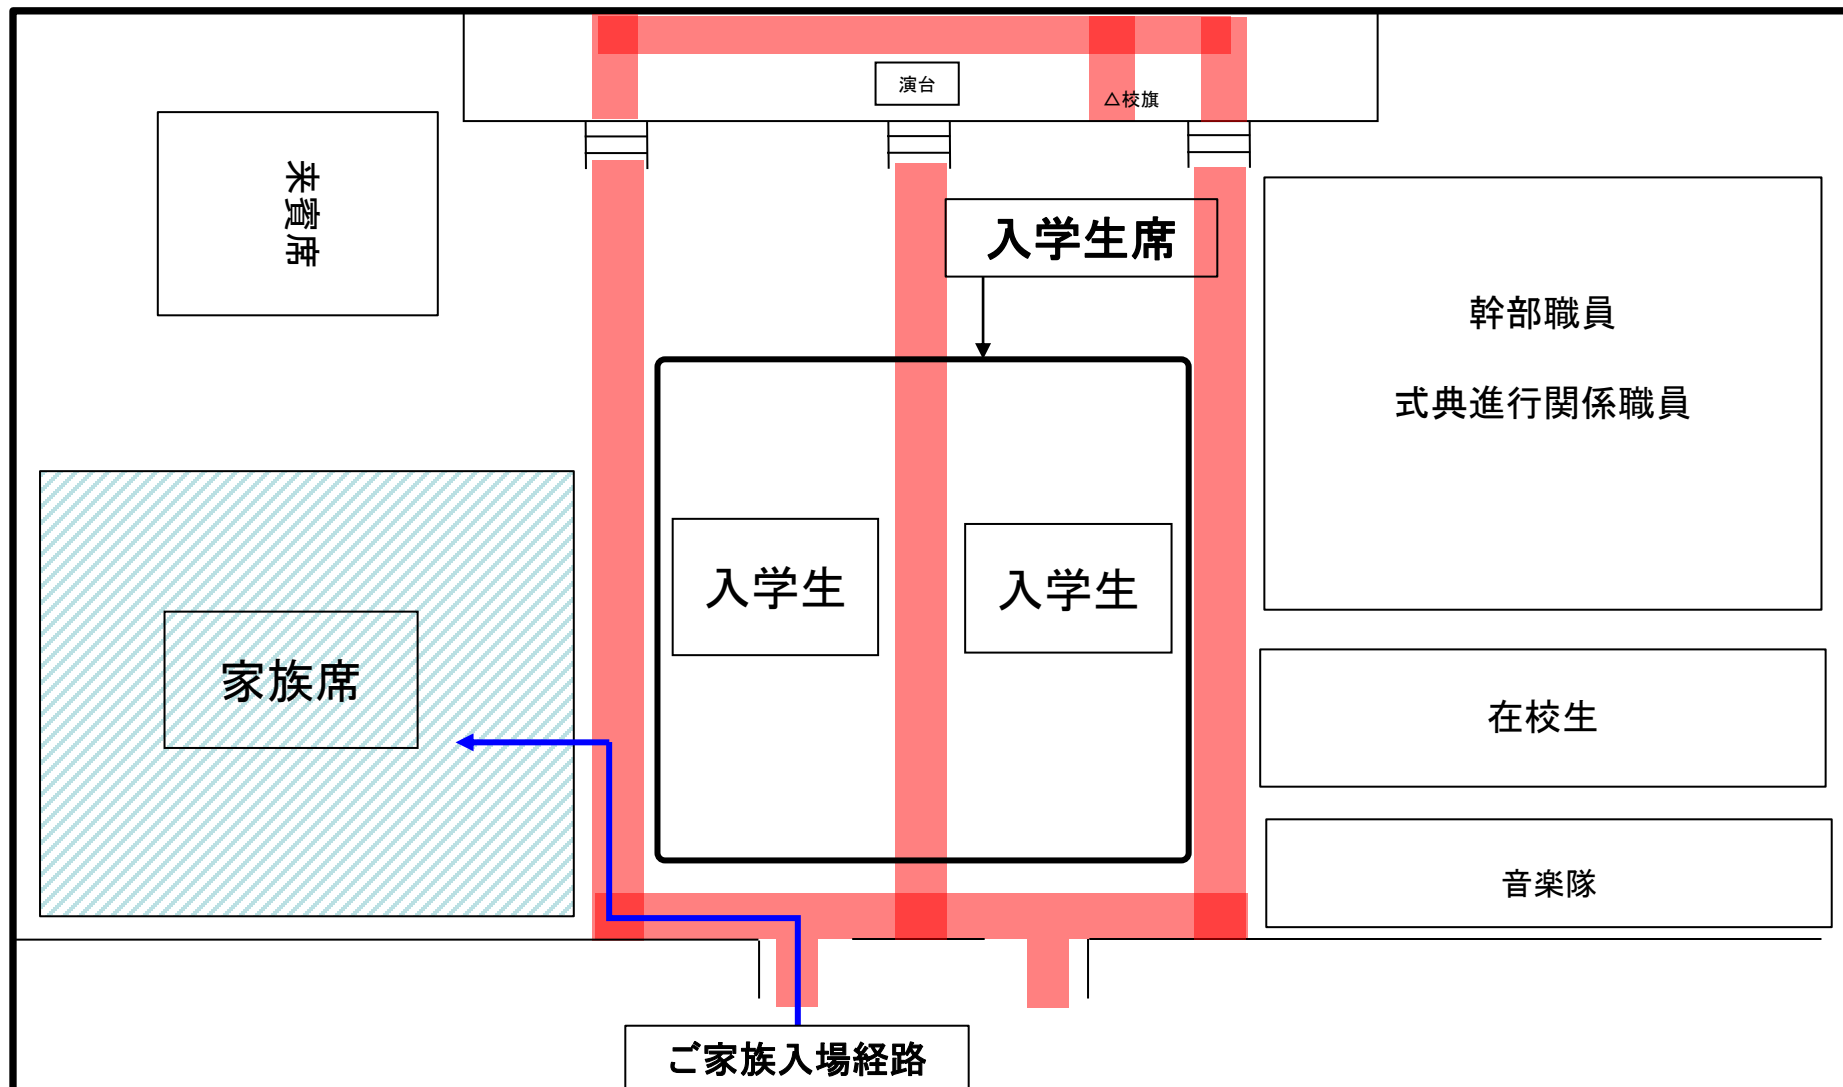 演台
△校旗
来賓席
入学生席
幹部職員
式典進行関係職員
入学生
入学生
家族席
在校生
音楽隊
ご家族入場経路